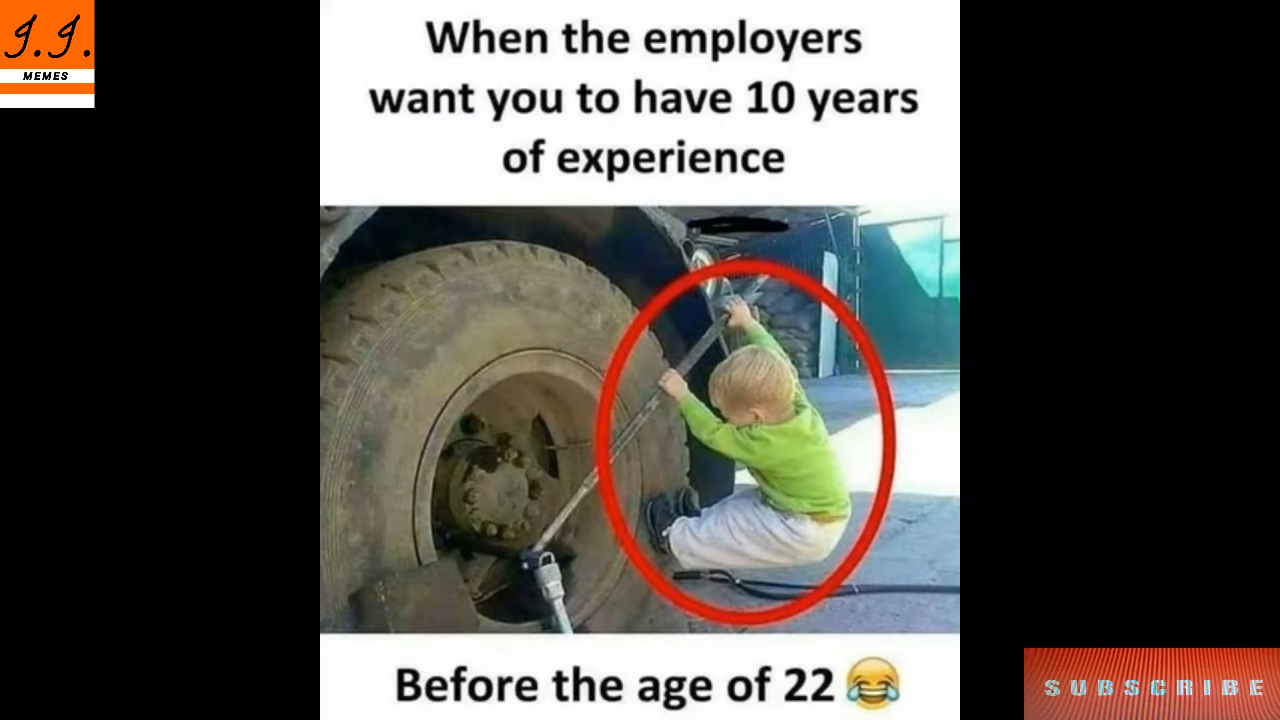 J.J.
MEMES
When the employers
want you to have 10 years
of experience
Before the age of 22 😂
SUBSCRIBE